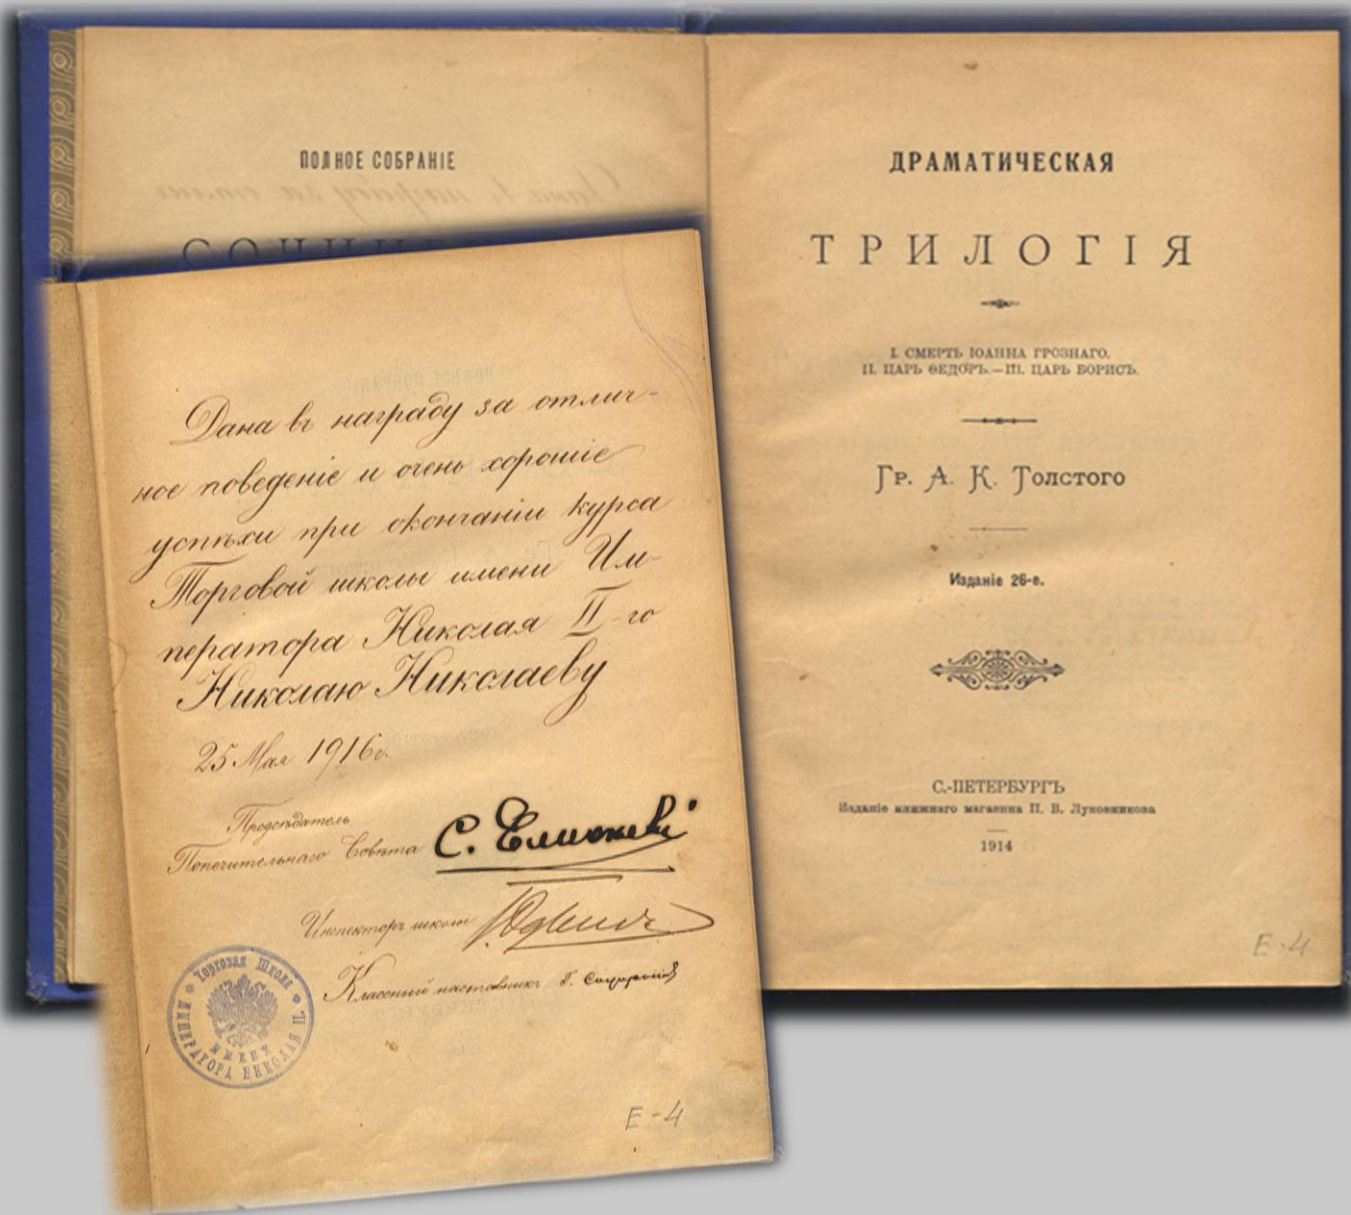 ПОЛНОЕ СОБРАНІЕ
ДРАМАТИЧЕСКАЯ
ТРИЛОГІЯ
I. СМЕРТЬ ІОАННА ГРОЗНАГО.
II. ЦАРЬ ѲЕДОРЪ.—III. ЦАРЬ БОРИСЪ.
Гр. А. К. Толстого
Изданіе 26-е.
С.-ПЕТЕРБУРГЪ
Изданіе книжнаго магазина П. В. Луковникова
1914
E-4
Дана въ награду за отлич-
ное поведеніе и очень хорошіе
успѣхи при окончаніи курса
Торговой школы имени Им-
ператора Николая II-го
Николаю Николаеву
25 Мая 1916 г.
Предсѣдатель
Попечительнаго Совѣта С.
Инспекторъ школы
Классный наставникъ
Торговая Школа
ИМЕНИ
ИМПЕРАТОРА НИКОЛАЯ II.
E-4